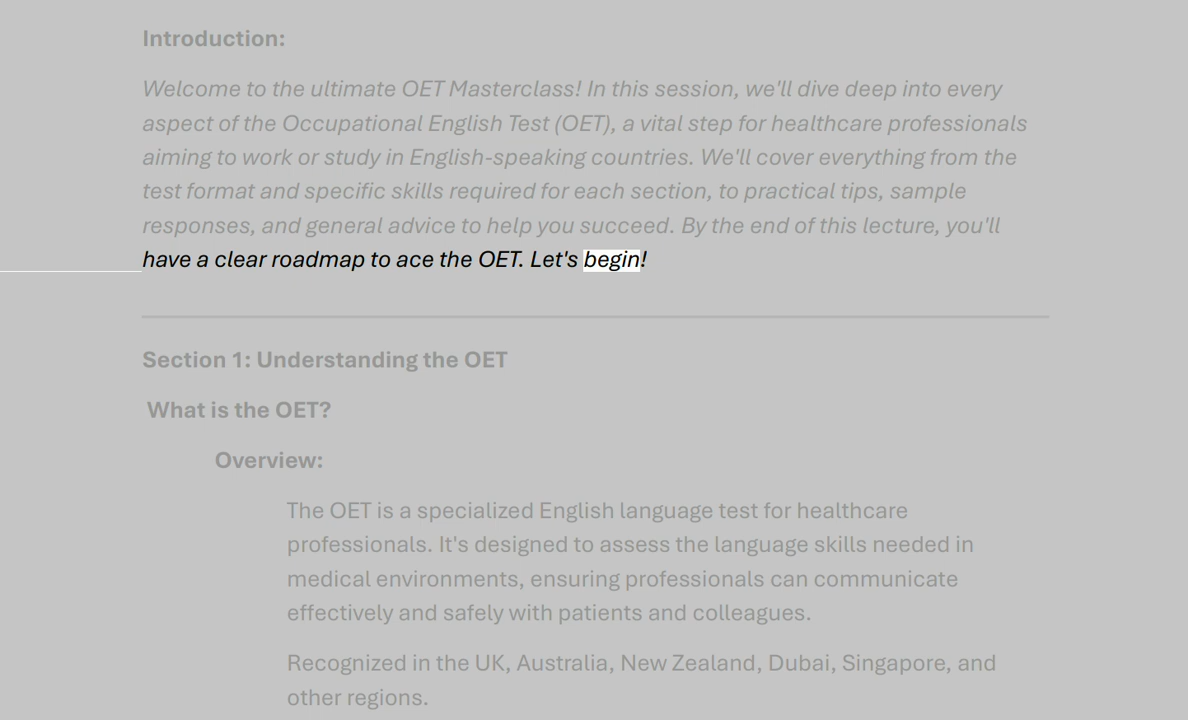 Introduction:
Welcome to the ultimate OET Masterclass! In this session, we'll dive deep into every
aspect of the Occupational English Test (OET), a vital step for healthcare professionals
aiming to work or study in English-speaking countries. We'll cover everything from the
test format and specific skills required for each section, to practical tips, sample
responses, and general advice to help you succeed. By the end of this lecture, you'll
have a clear roadmap to ace the OET. Let's begin!
Section 1: Understanding the OET
What is the OET?
Overview:
The OET is a specialized English language test for healthcare
professionals. It's designed to assess the language skills needed in
medical environments, ensuring professionals can communicate
effectively and safely with patients and colleagues.
Recognized in the UK, Australia, New Zealand, Dubai, Singapore, and
other regions.